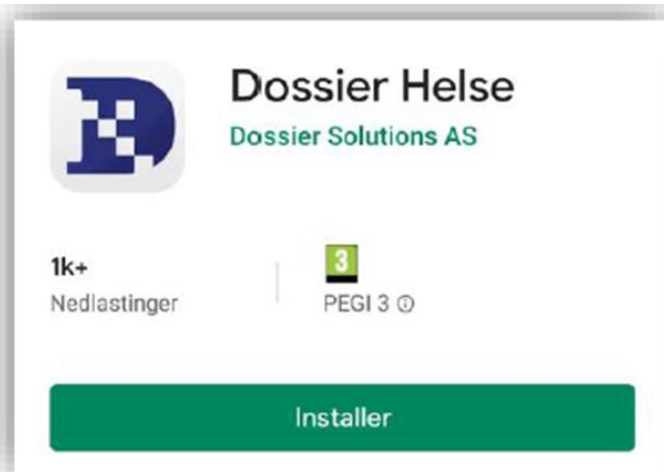 Dossier Helse
Dossier Solutions AS
1k+
Nedlastinger
3
PEGI 3
Installer